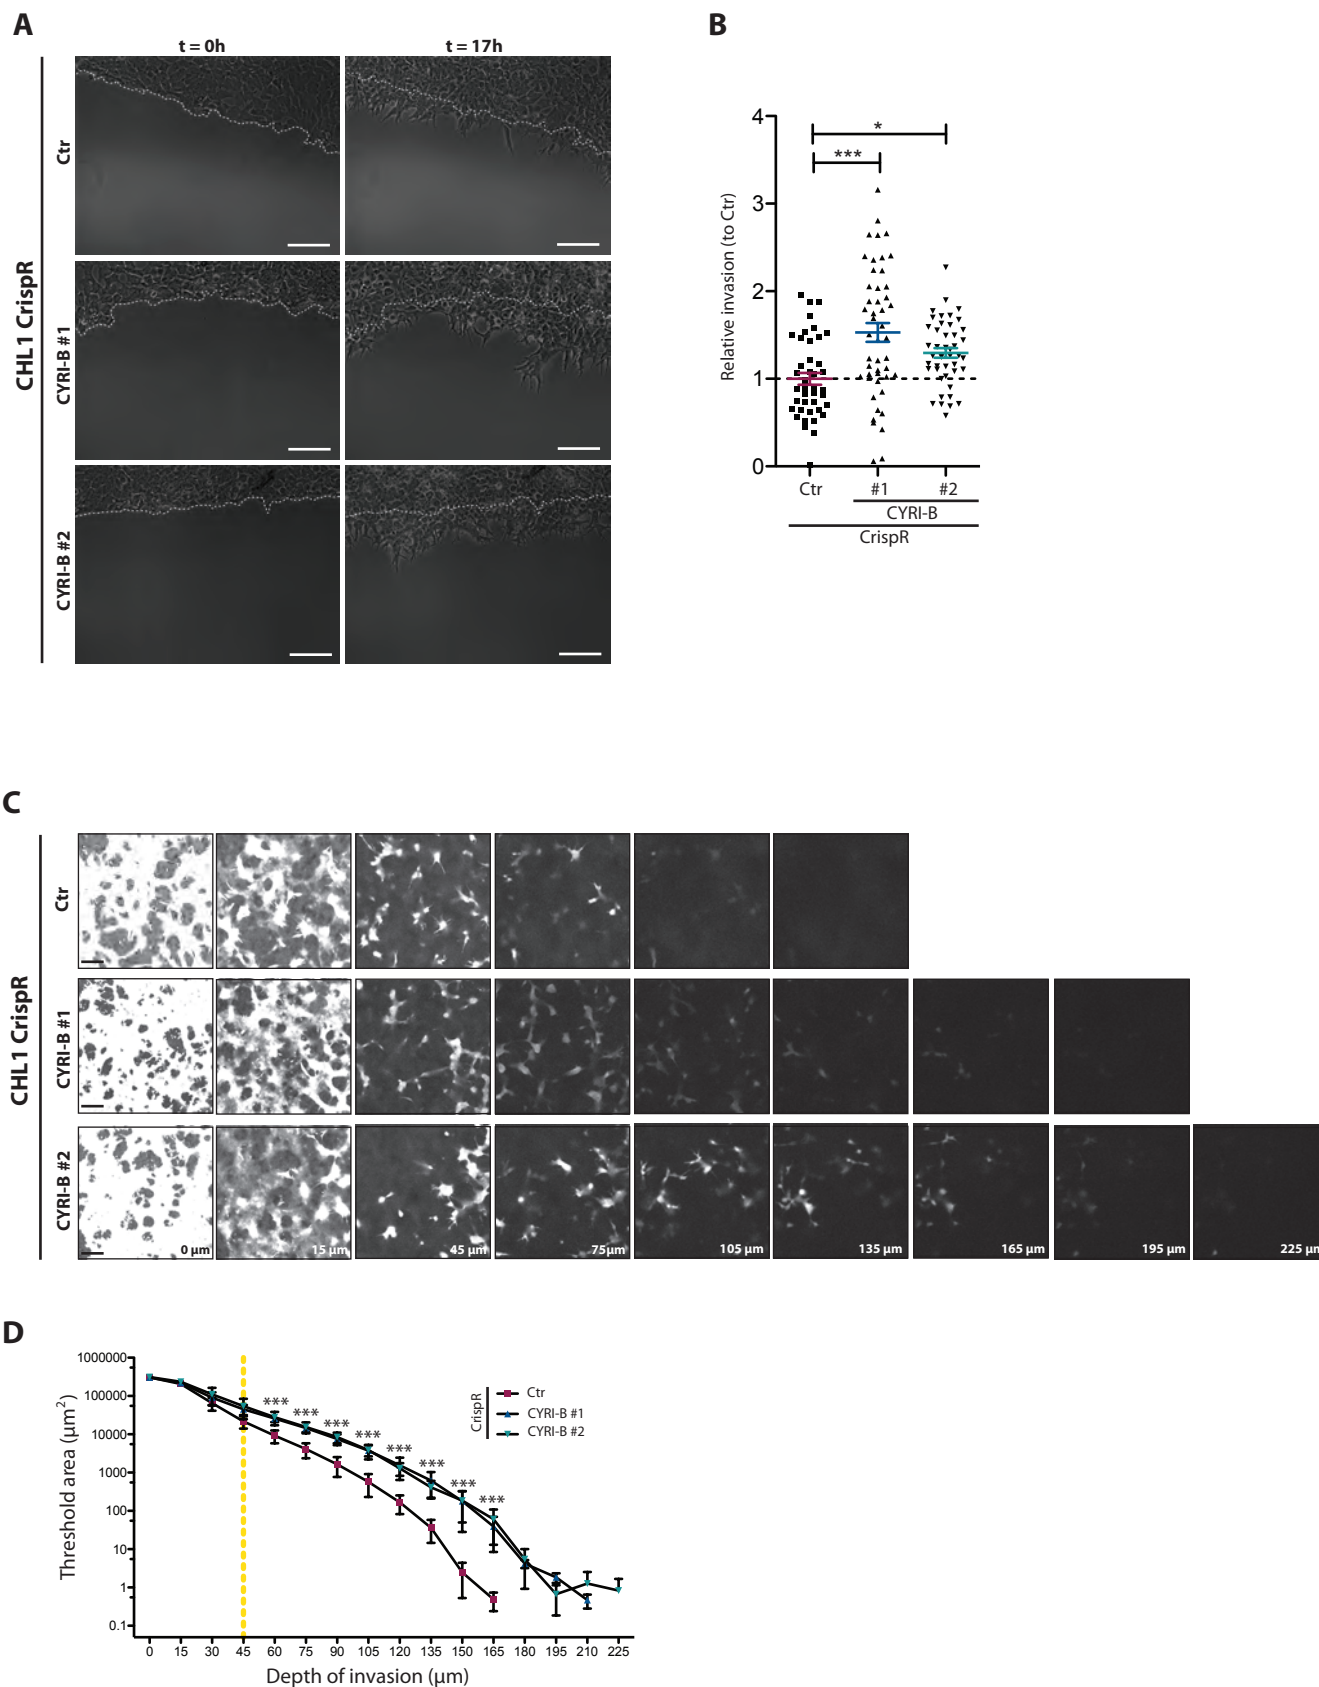 A
t = 0h
t = 17h
CHL1 CrispR
Ctr
CYRI-B #1
CYRI-B #2
B
Relative invasion (to Ctr)
4
3
2
1
0
*
***
Ctr
#1
#2
CYRI-B
CrispR
C
CHL1 CrispR
Ctr
CYRI-B #1
CYRI-B #2
0 µm
15 µm
45 µm
75µm
105 µm
135 µm
165 µm
195 µm
225 µm
D
Threshold area (µm²)
1000000
100000
10000
1000
100
10
1
0.1
***
***
***
***
***
***
***
***
CrispR
Ctr
CYRI-B #1
CYRI-B #2
0 15 30 45 60 75 90 105 120 135 150 165 180 195 210 225
Depth of invasion (µm)